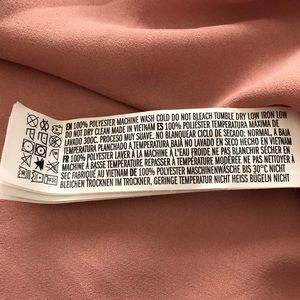 EN 100% POLYESTER MACHINE WASH COLD DO NOT BLEACH TUMBLE DRY LOW IRON LOW
DO NOT DRY CLEAN MADE IN VIETNAM ES 100% POLIÉSTER TEMPERATURA MÁXIMA DE
LAVADO 300C. PROCESO MUY SUAVE. NO BLANQUEAR CICLO DE SECADO: NORMAL, A BAJA
TEMPERATURA PLANCHADO A TEMPERATURA BAJA NO LAVADO EN SECO HECHO EN VIETNAM
FR 100% POLYESTER LAVER À LA MACHINE À L'EAU FROIDE NE PAS BLANCHIR SÉCHER EN
MACHINE À BASSE TEMPÉRATURE REPASSER À TEMPÉRATURE MODÉRÉE NE PAS NETTOYER À
SEC FABRIQUÉ AU VIETNAM DE 100% POLYESTER MASCHINENWÄSCHE BIS 30°C NICHT
BLEICHEN TROCKNEN IM TROCKNER, GERINGE TEMPERATUR NICHT HEISS BÜGELN NICHT